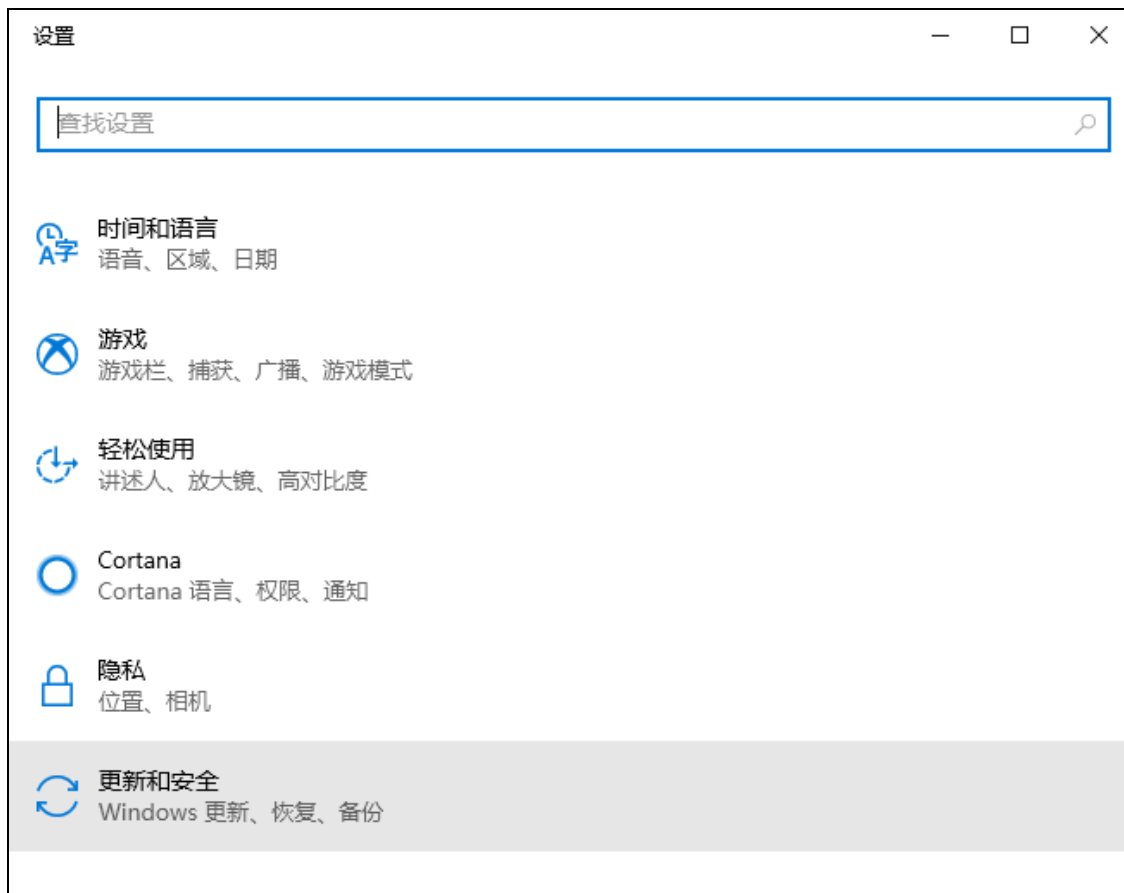 设置
查找设置
时间和语言
语音、区域、日期
游戏
游戏栏、捕获、广播、游戏模式
轻松使用
讲述人、放大镜、高对比度
Cortana
Cortana 语言、权限、通知
隐私
位置、相机
更新和安全
Windows 更新、恢复、备份